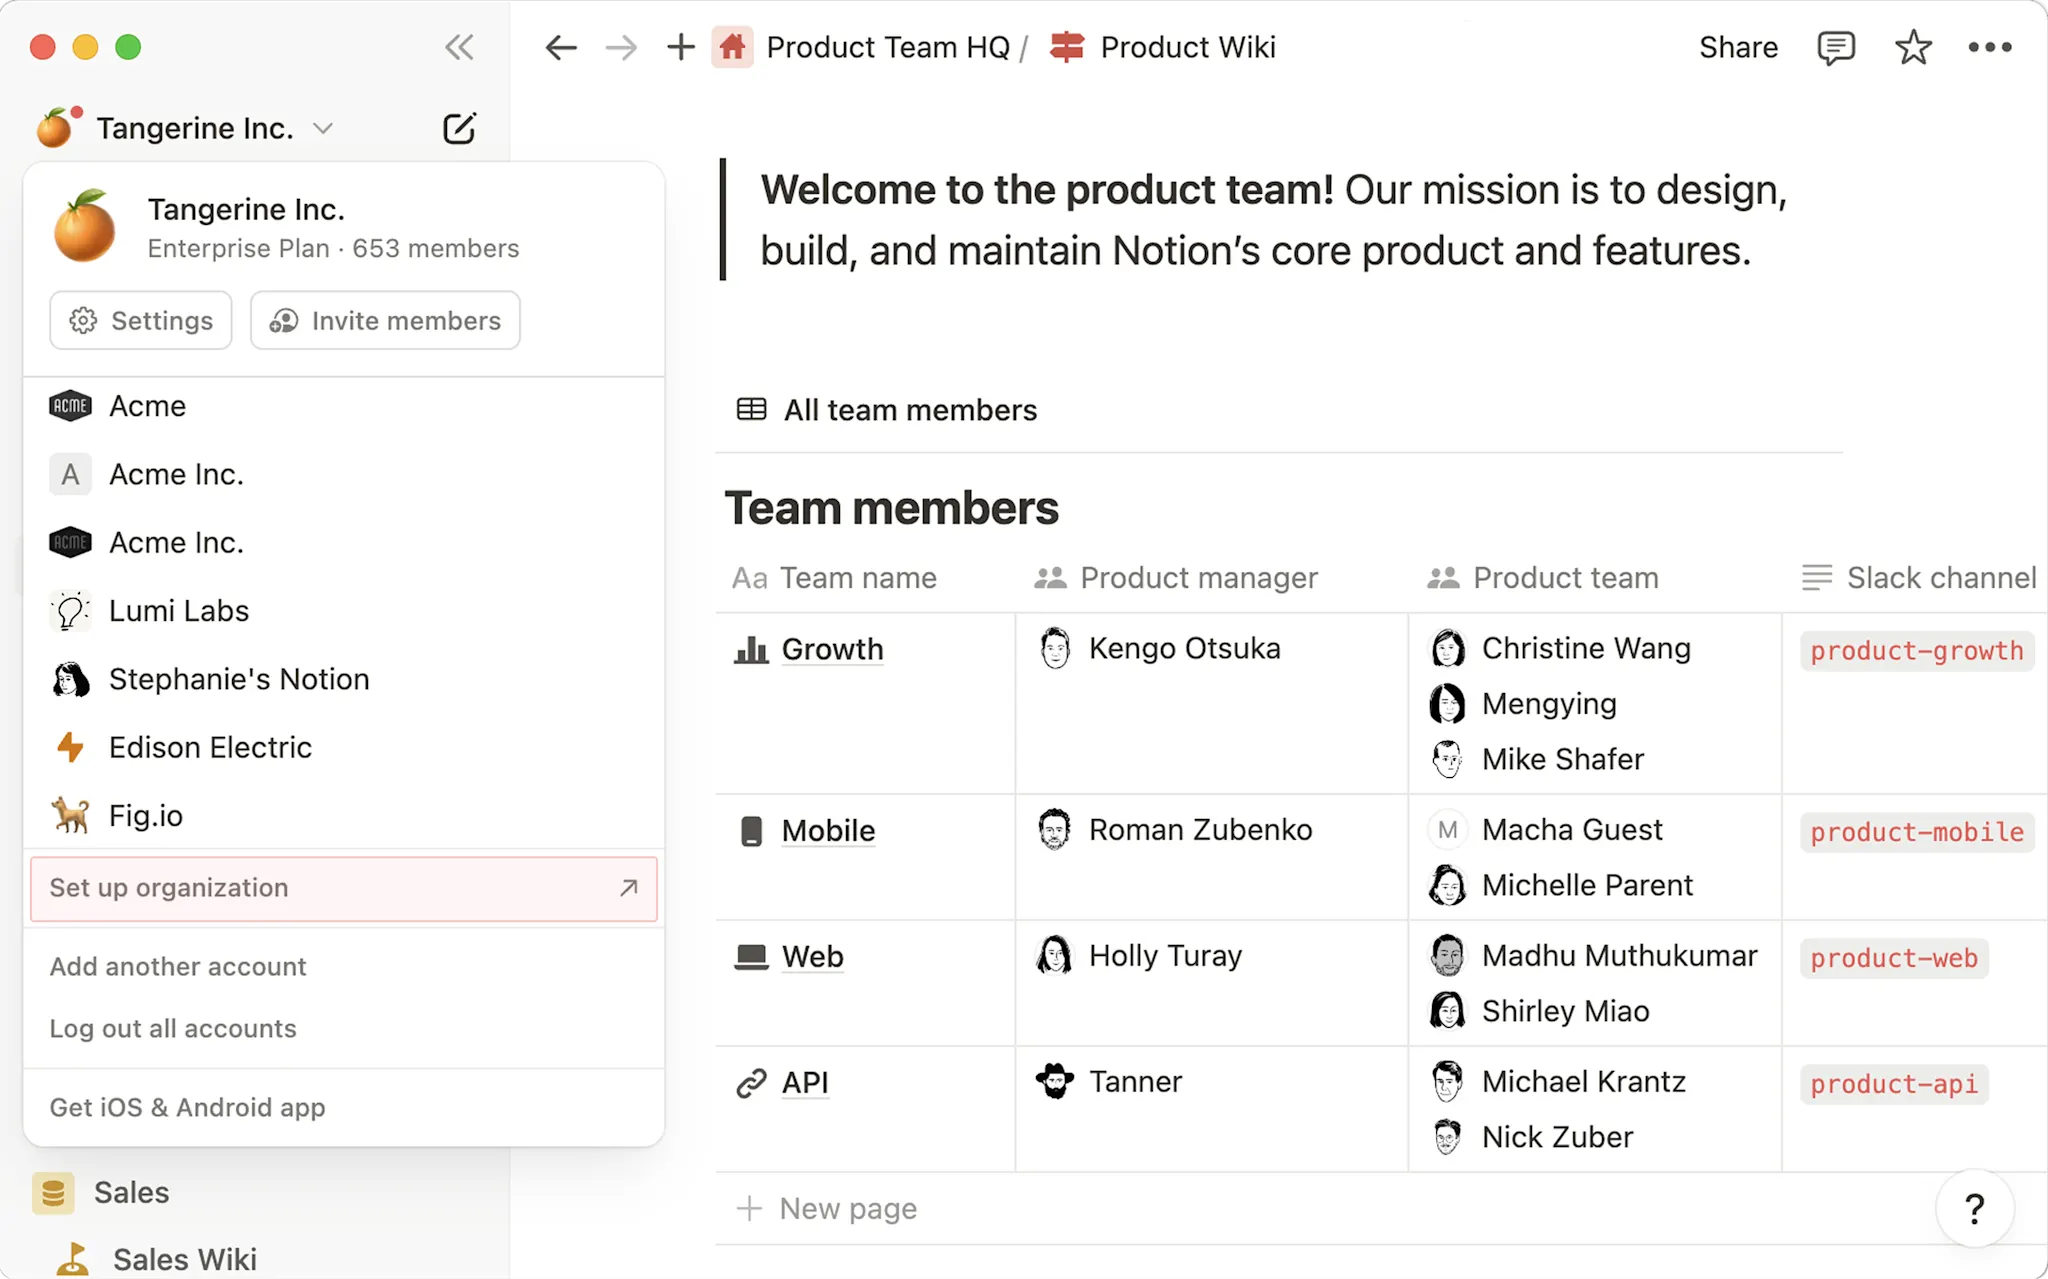 Product Team HQ / Product Wiki
Share
Tangerine Inc.
Tangerine Inc.
Enterprise Plan · 653 members
Settings
Invite members
ACME Acme
A Acme Inc.
ACME Acme Inc.
Lumi Labs
Stephanie's Notion
Edison Electric
Fig.io
Set up organization
Add another account
Log out all accounts
Get iOS & Android app
Sales
Sales Wiki
Welcome to the product team! Our mission is to design,
build, and maintain Notion’s core product and features.
All team members
Team members
Aa Team name Product manager Product team Slack channel
Growth Kengo Otsuka Christine Wang product-growth
Mengying
Mike Shafer
Mobile Roman Zubenko M Macha Guest product-mobile
Michelle Parent
Web Holly Turay Madhu Muthukumar product-web
Shirley Miao
API Tanner Michael Krantz product-api
Nick Zuber
New page
?